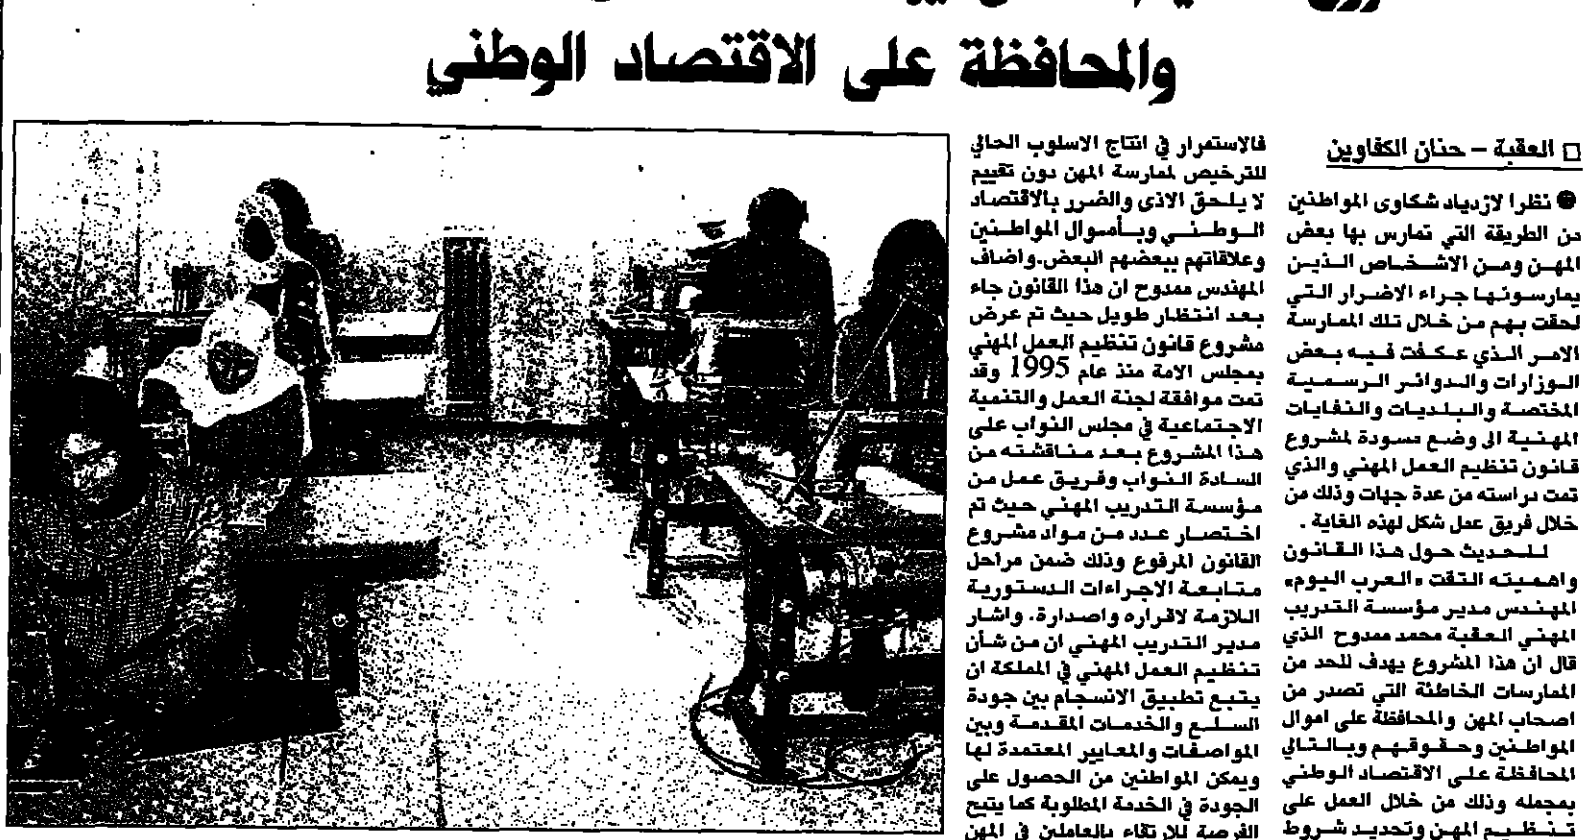 والمحافظة على الاقتصاد الوطني
□ العقبة – حنان الكفاوين
● نظرا لازدياد شكاوى المواطنين
من الطريقة التي تمارس بها بعض
المهن ومن الاشخاص الذين
يمارسونها جراء الاضرار التي
لحقت بهم من خلال تلك الممارسة
الامر الذي عكفت فيه بعض
الوزارات والدوائر الرسمية
المختصة والبلديات والنقابات
المهنية الى وضع مسودة لمشروع
قانون تنظيم العمل المهني والذي
تمت دراسته من عدة جهات وذلك من
خلال فريق عمل شكل لهذه الغاية .
للحديث حول هذا القانون
واهميته التقت «العرب اليوم»
المهندس مدير مؤسسة التدريب
المهني العقبة محمد ممدوح الذي
قال ان هذا المشروع يهدف للحد من
الممارسات الخاطئة التي تصدر من
اصحاب المهن والمحافظة على اموال
المواطنين وحقوقهم وبالتالي
المحافظة على الاقتصاد الوطني
بمجمله وذلك من خلال العمل على
تنظيم المهن وتحديد شروط
فالاستمرار في انتاج الاسلوب الحالي
للترخيص لممارسة المهن دون تقييم
لا يلحق الاذى والضرر بالاقتصاد
الوطني وبأموال المواطنين
وعلاقاتهم ببعضهم البعض.واضاف
المهندس ممدوح ان هذا القانون جاء
بعد انتظار طويل حيث تم عرض
مشروع قانون تنظيم العمل المهني
بمجلس الامة منذ عام 1995 وقد
تمت موافقة لجنة العمل والتنمية
الاجتماعية في مجلس النواب على
هذا المشروع بعد مناقشته من
السادة النواب وفريق عمل من
مؤسسة التدريب المهني حيث تم
اختصار عدد من مواد مشروع
القانون المرفوع وذلك ضمن مراحل
متابعة الاجراءات الدستورية
اللازمة لاقراره واصدارة. واشار
مدير التدريب المهني ان من شأن
تنظيم العمل المهني في المملكة ان
يتبع تطبيق الانسجام بين جودة
السلع والخدمات المقدمة وبين
المواصفات والمعايير المعتمدة لها
ويمكن المواطنين من الحصول على
الجودة في الخدمة المطلوبة كما يتيح
الفرصة للارتقاء بالعاملين في المهن